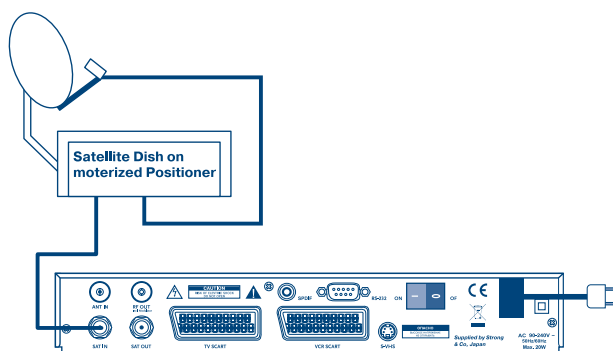 Satellite Dish on
moterized Positioner
ANT IN
RF OUT
CAUTION
SPDIF
RS-232
ON
OF
SAT IN
SAT OUT
TV SCART
VCR SCART
S-VHS
Supplied by Strong
& Co, Japan
AC 90-240V ~
50Hz/60Hz
Max, 20W